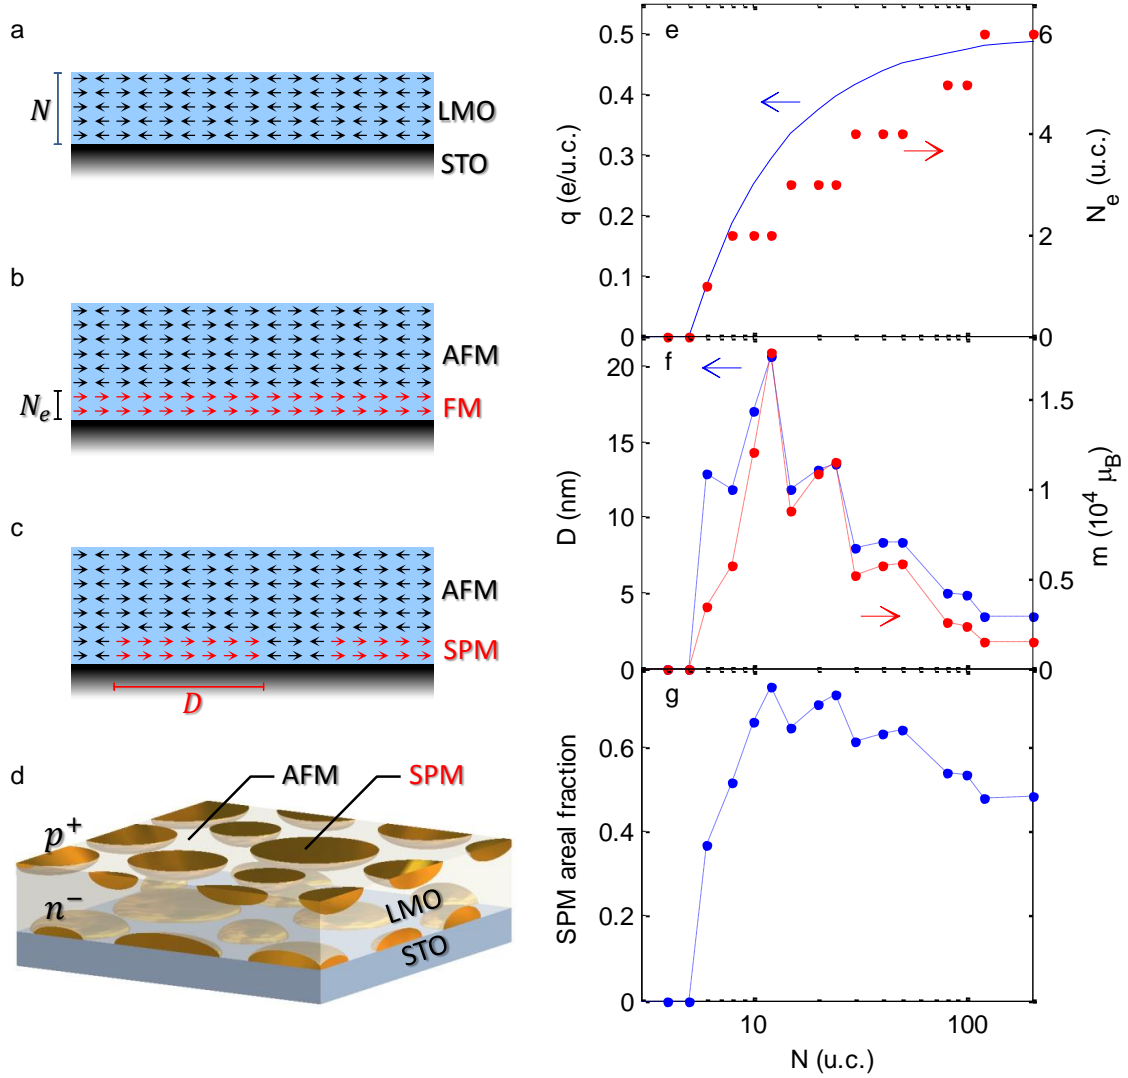 a
N
LMO
STO
b
AFM
N_e
FM
c
AFM
SPM
D
d
AFM
SPM
p⁺
n⁻
LMO
STO
e
0.5
0.4
0.3
0.2
0.1
0
q (e/u.c.)
6
4
2
0
N_e (u.c.)
f
20
15
10
5
0
D (nm)
1.5
1
0.5
0
m (10⁴ μ_B)
g
0.6
0.4
0.2
0
SPM areal fraction
10 100
N (u.c.)